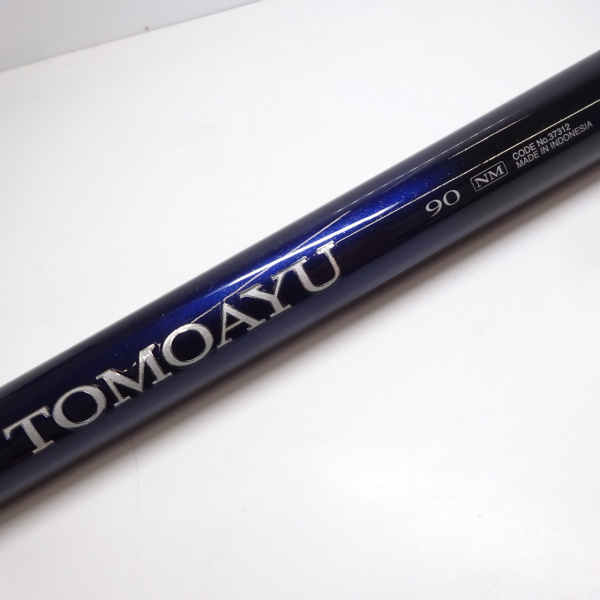 TOMOAYU
90 NM
CODE No.37312
MADE IN INDONESIA